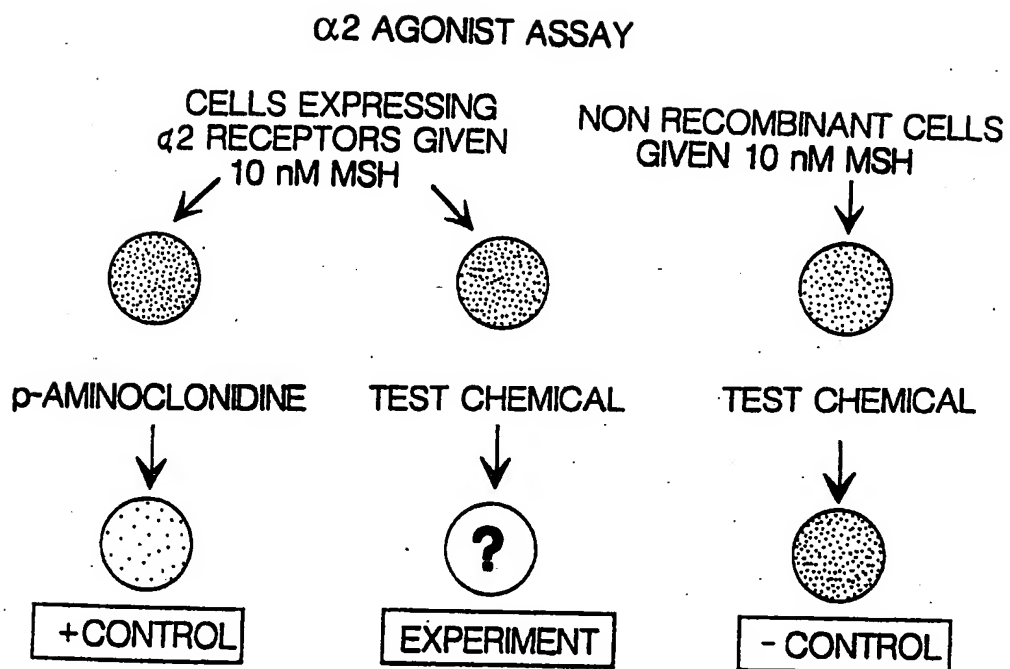 α2 AGONIST ASSAY
CELLS EXPRESSING
α2 RECEPTORS GIVEN
10 nM MSH
NON RECOMBINANT CELLS
GIVEN 10 nM MSH
p-AMINOCLONIDINE
TEST CHEMICAL
TEST CHEMICAL
?
+CONTROL
EXPERIMENT
- CONTROL